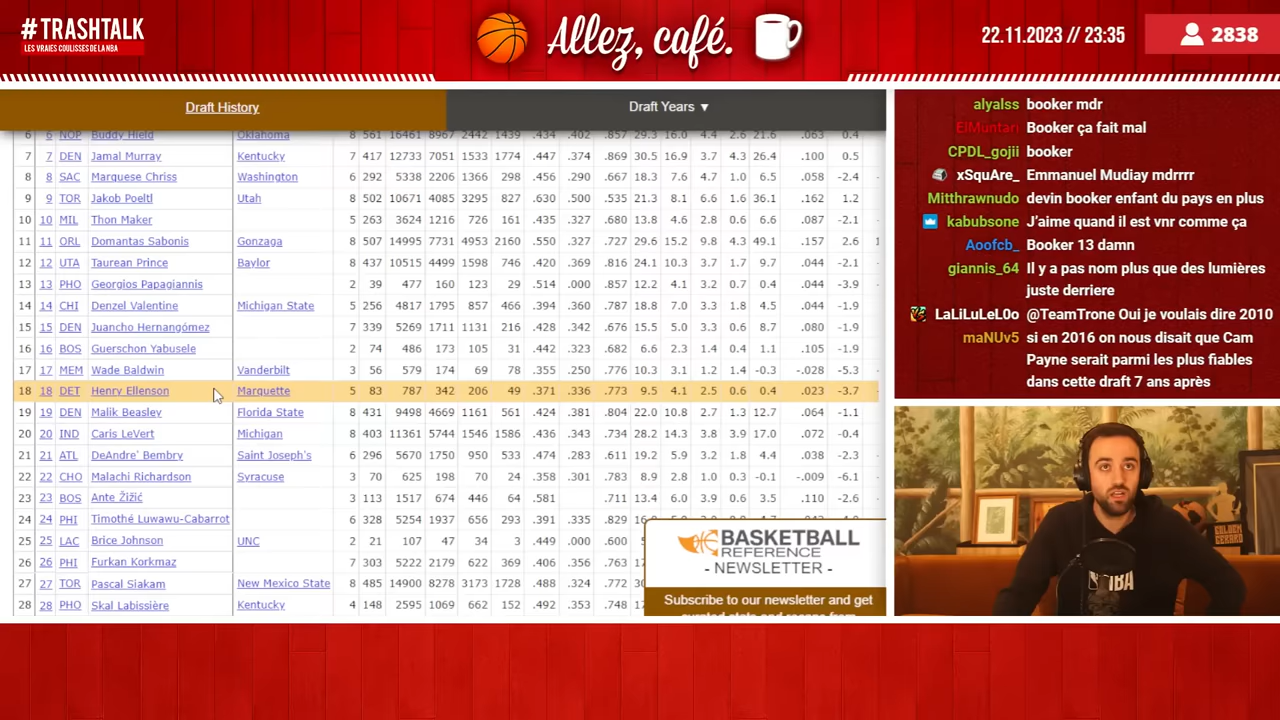 #TRASHTALK
LES VRAIES COULISSES DE LA NBA
Allez, café.
22.11.2023 // 23:35
2838
Draft History
Draft Years ▼
6 6 NOP Buddy Hield Oklahoma 8 561 16461 8967 2442 1439 .434 .402 .857 29.3 16.0 4.4 2.6 21.6 .063 0.4
7 7 DEN Jamal Murray Kentucky 7 417 12733 7051 1533 1774 .447 .374 .869 30.5 16.9 3.7 4.3 26.4 .100 0.5
8 8 SAC Marquese Chriss Washington 6 292 5338 2206 1366 298 .456 .290 .667 18.3 7.6 4.7 1.0 6.5 .058 -2.4
9 9 TOR Jakob Poeltl Utah 8 502 10671 4085 3295 827 .630 .500 .535 21.3 8.1 6.6 1.6 36.1 .162 1.2
10 10 MIL Thon Maker 5 263 3624 1216 726 161 .435 .327 .680 13.8 4.6 2.8 0.6 6.6 .087 -2.1
11 11 ORL Domantas Sabonis Gonzaga 8 507 14995 7731 4953 2160 .550 .327 .727 29.6 15.2 9.8 4.3 49.1 .157 2.6
12 12 UTA Taurean Prince Baylor 8 437 10515 4499 1598 746 .420 .369 .816 24.1 10.3 3.7 1.7 9.7 .044 -2.1
13 13 PHO Georgios Papagiannis 2 39 477 160 123 29 .514 .000 .857 12.2 4.1 3.2 0.7 0.4 .044 -3.9
14 14 CHI Denzel Valentine Michigan State 6 256 4817 1795 857 466 .394 .360 .787 18.8 7.0 3.3 1.8 4.5 .044 -1.9
15 15 DEN Juancho Hernangómez 7 339 5269 1711 1131 216 .428 .342 .676 15.5 5.0 3.3 0.6 8.7 .080 -1.9
16 16 BOS Guerschon Yabusele 2 74 486 173 105 31 .442 .323 .682 6.6 2.3 1.4 0.4 1.1 .105 -1.9
17 17 MEM Wade Baldwin Vanderbilt 3 56 579 174 69 78 .355 .250 .776 10.3 3.1 1.2 1.4 -0.3 -.028 -5.3
18 18 DET Henry Ellenson Marquette 5 83 787 342 206 49 .371 .336 .773 9.5 4.1 2.5 0.6 0.4 .023 -3.7
19 19 DEN Malik Beasley Florida State 8 431 9498 4669 1161 561 .424 .381 .804 22.0 10.8 2.7 1.3 12.7 .064 -1.1
20 20 IND Caris LeVert Michigan 8 403 11361 5744 1546 1586 .436 .343 .734 28.2 14.3 3.8 3.9 17.0 .072 -0.4
21 21 ATL DeAndre' Bembry Saint Joseph's 6 296 5670 1750 950 533 .474 .283 .611 19.2 5.9 3.2 1.8 4.4 .038 -2.3
22 22 CHO Malachi Richardson Syracuse 3 70 625 198 70 24 .358 .301 .783 8.9 2.8 1.0 0.3 -0.1 -.009 -6.1
23 23 BOS Ante Žižić 3 113 1517 674 446 64 .581 .711 13.4 6.0 3.9 0.6 3.5 .110 -2.6
24 24 PHI Timothé Luwawu-Cabarrot 6 328 5254 1937 656 293 .391 .335 .829
25 25 LAC Brice Johnson UNC 2 21 107 47 34 3 .449 .000 .600
26 26 PHI Furkan Korkmaz 7 303 5222 2179 622 369 .406 .356 .763
27 27 TOR Pascal Siakam New Mexico State 8 485 14900 8278 3173 1728 .488 .324 .772
28 28 PHO Skal Labissière Kentucky 4 148 2595 1069 662 152 .492 .353 .748
BASKETBALL
REFERENCE
- NEWSLETTER -
Subscribe to our newsletter and get
alyalss booker mdr
ElMuntari Booker ça fait mal
CPDL_gojii booker
xSquAre_ Emmanuel Mudiay mdrrrr
Mitthrawnudo devin booker enfant du pays en plus
kabubsone J'aime quand il est vnr comme ça
Aoofcb_ Booker 13 damn
giannis_64 Il y a pas nom plus que des lumières
juste derriere
LaLiLuLeL0o @TeamTrone Oui je voulais dire 2010
maNUv5 si en 2016 on nous disait que Cam
Payne serait parmi les plus fiables
dans cette draft 7 ans après
GOLDEN
GERARD
NBA